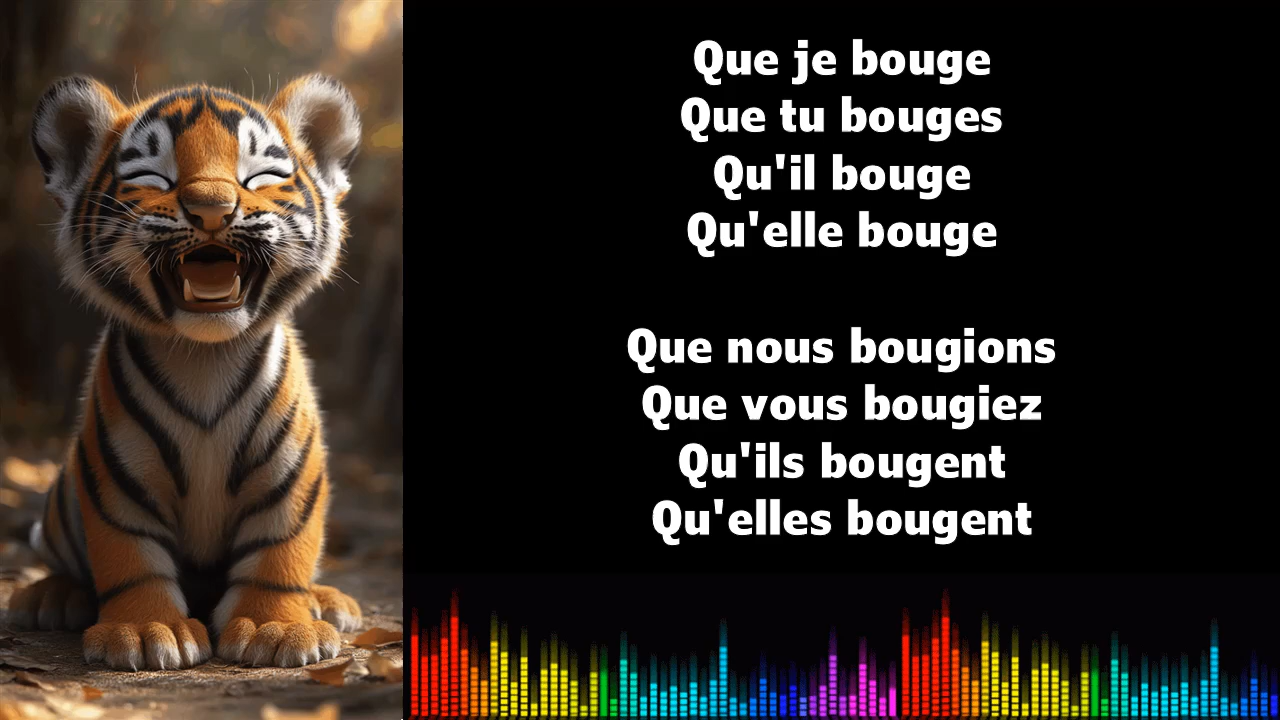 Que je bouge
Que tu bouges
Qu'il bouge
Qu'elle bouge
Que nous bougions
Que vous bougiez
Qu'ils bougent
Qu'elles bougent